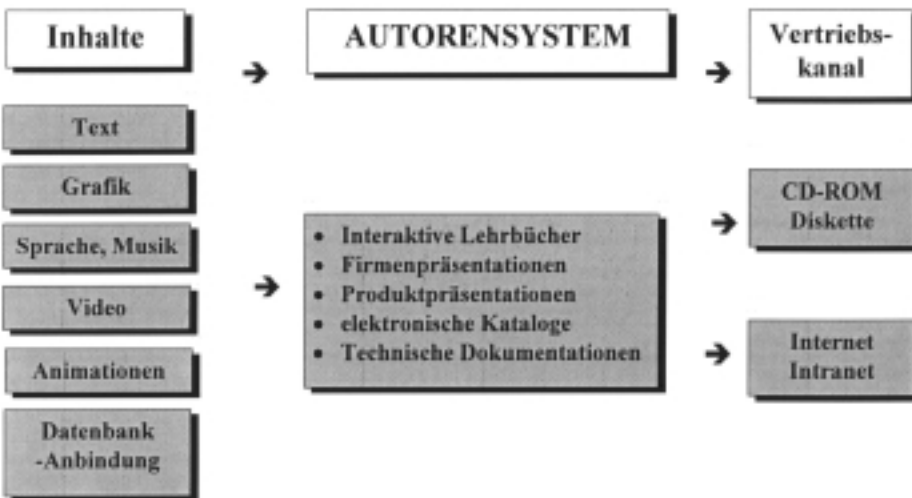 Inhalte
AUTORENSYSTEM
Vertriebs-
kanal
Text
Grafik
Sprache, Musik
Video
Animationen
Datenbank
-Anbindung
• Interaktive Lehrbücher
• Firmenpräsentationen
• Produktpräsentationen
• elektronische Kataloge
• Technische Dokumentationen
CD-ROM
Diskette
Internet
Intranet